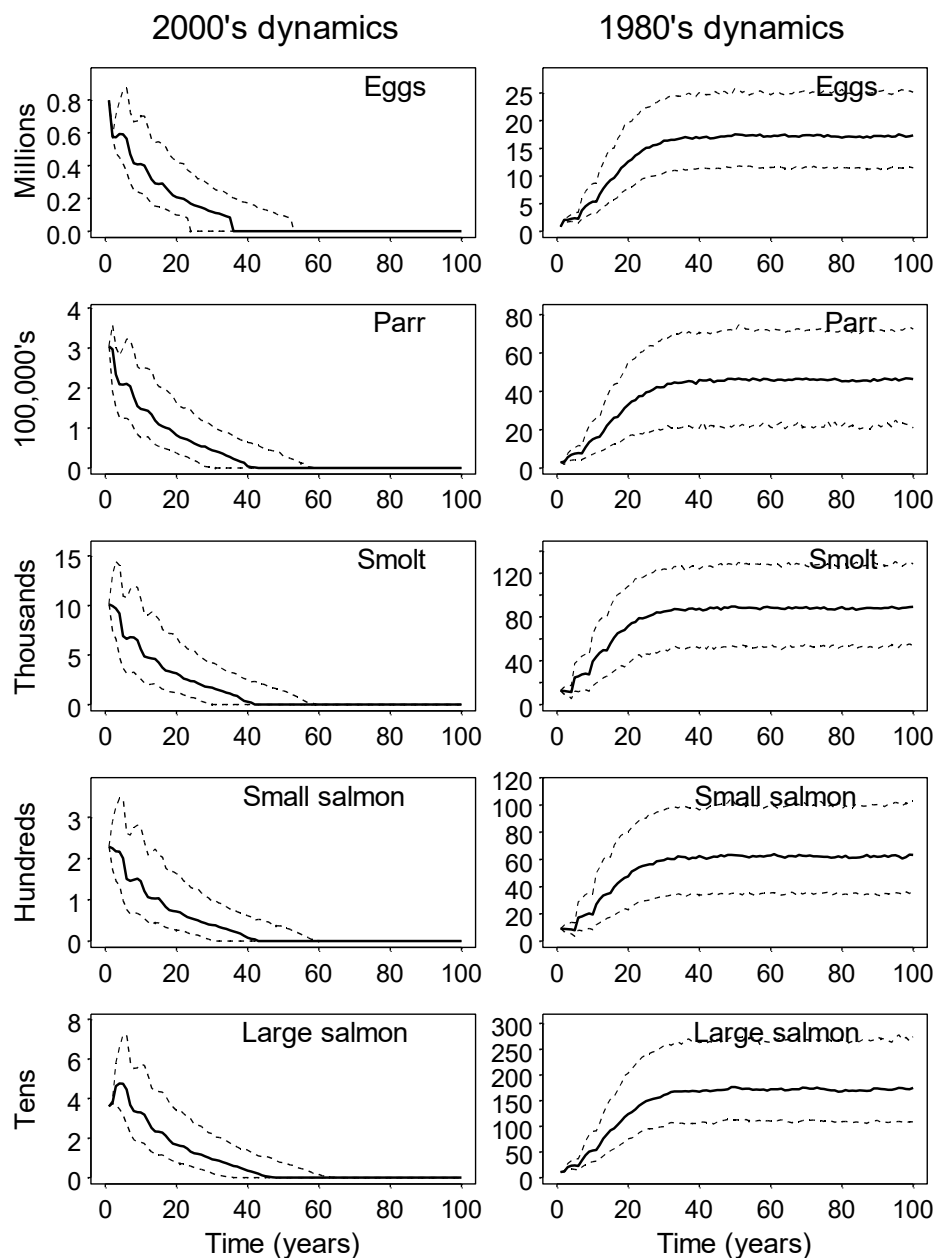 2000's dynamics
1980's dynamics
Millions
0.8
0.6
0.4
0.2
0.0
Eggs
0 20 40 60 80 100
25
20
15
10
5
0
Eggs
0 20 40 60 80 100
100,000's
4
3
2
1
0
Parr
0 20 40 60 80 100
80
60
40
20
0
Parr
0 20 40 60 80 100
Thousands
15
10
5
0
Smolt
0 20 40 60 80 100
120
80
40
0
Smolt
0 20 40 60 80 100
Hundreds
3
2
1
0
Small salmon
0 20 40 60 80 100
120
100
80
60
40
20
0
Small salmon
0 20 40 60 80 100
Tens
8
6
4
2
0
Large salmon
0 20 40 60 80 100
Time (years)
300
250
200
150
100
50
0
Large salmon
0 20 40 60 80 100
Time (years)